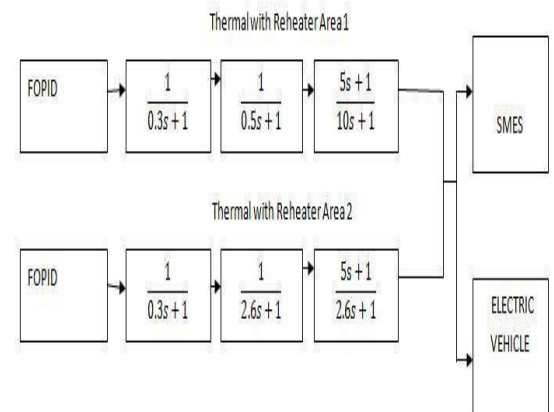 Thermal with Reheater Area1
FOPID
1
0.3s + 1
1
0.5s + 1
5s + 1
10s + 1
SMES
Thermal with Reheater Area 2
FOPID
1
0.3s + 1
1
2.6s + 1
5s + 1
2.6s + 1
ELECTRIC
VEHICLE